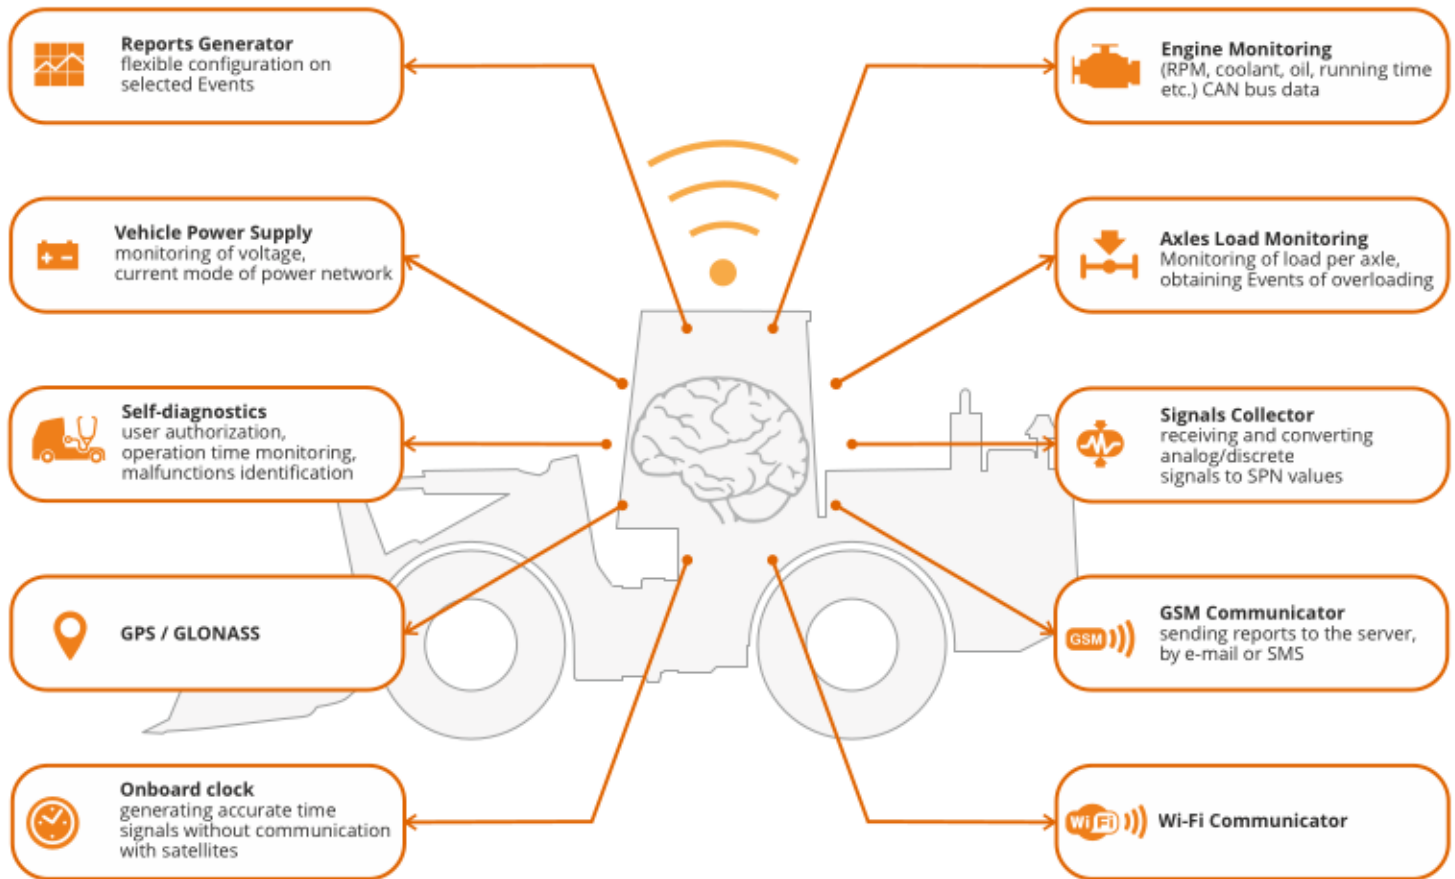 Reports Generator
flexible configuration on
selected Events
Vehicle Power Supply
monitoring of voltage,
current mode of power network
Self-diagnostics
user authorization,
operation time monitoring,
malfunctions identification
GPS / GLONASS
Onboard clock
generating accurate time
signals without communication
with satellites
Engine Monitoring
(RPM, coolant, oil, running time
etc.) CAN bus data
Axles Load Monitoring
Monitoring of load per axle,
obtaining Events of overloading
Signals Collector
receiving and converting
analog/discrete
signals to SPN values
GSM Communicator
sending reports to the server,
GSM
by e-mail or SMS
WiFi
Wi-Fi Communicator